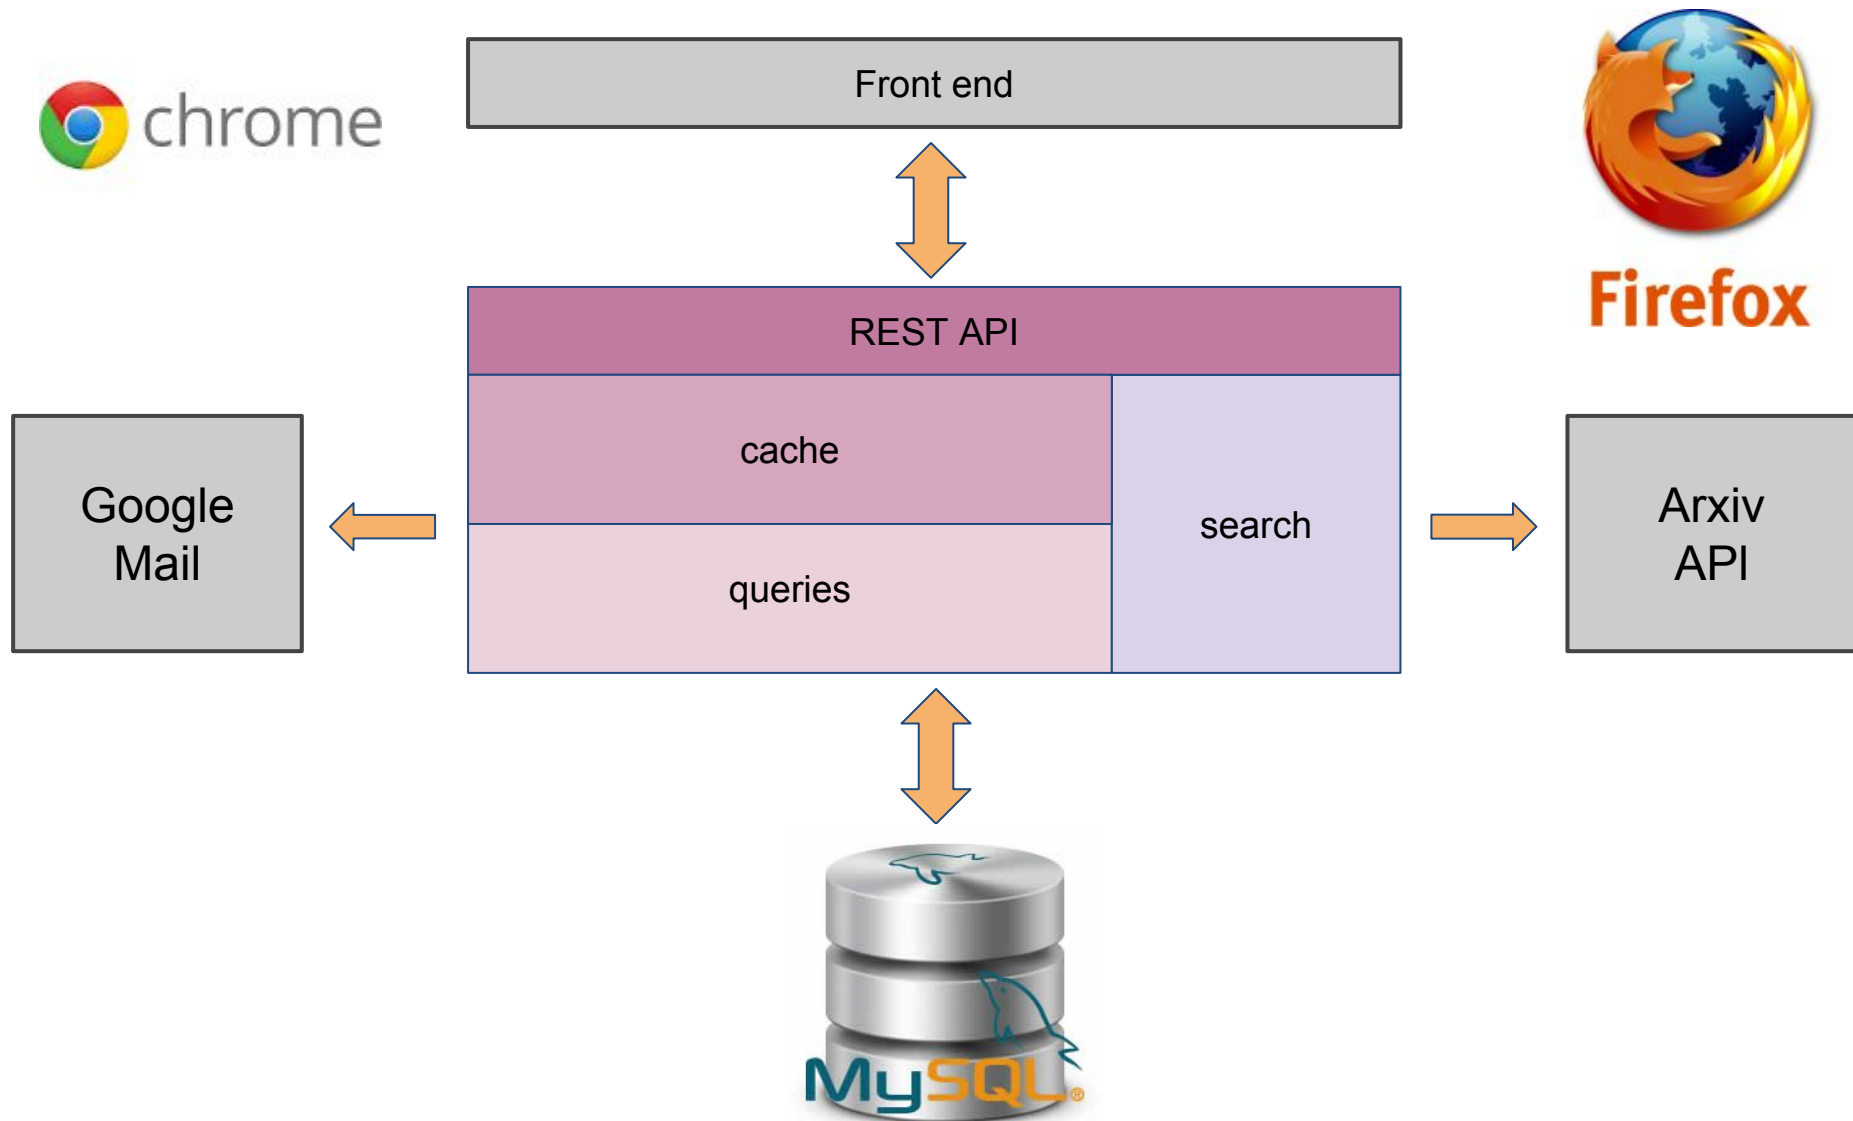 Front end
chrome
Firefox
REST API
cache
search
queries
Google
Mail
Arxiv
API
MySQL®